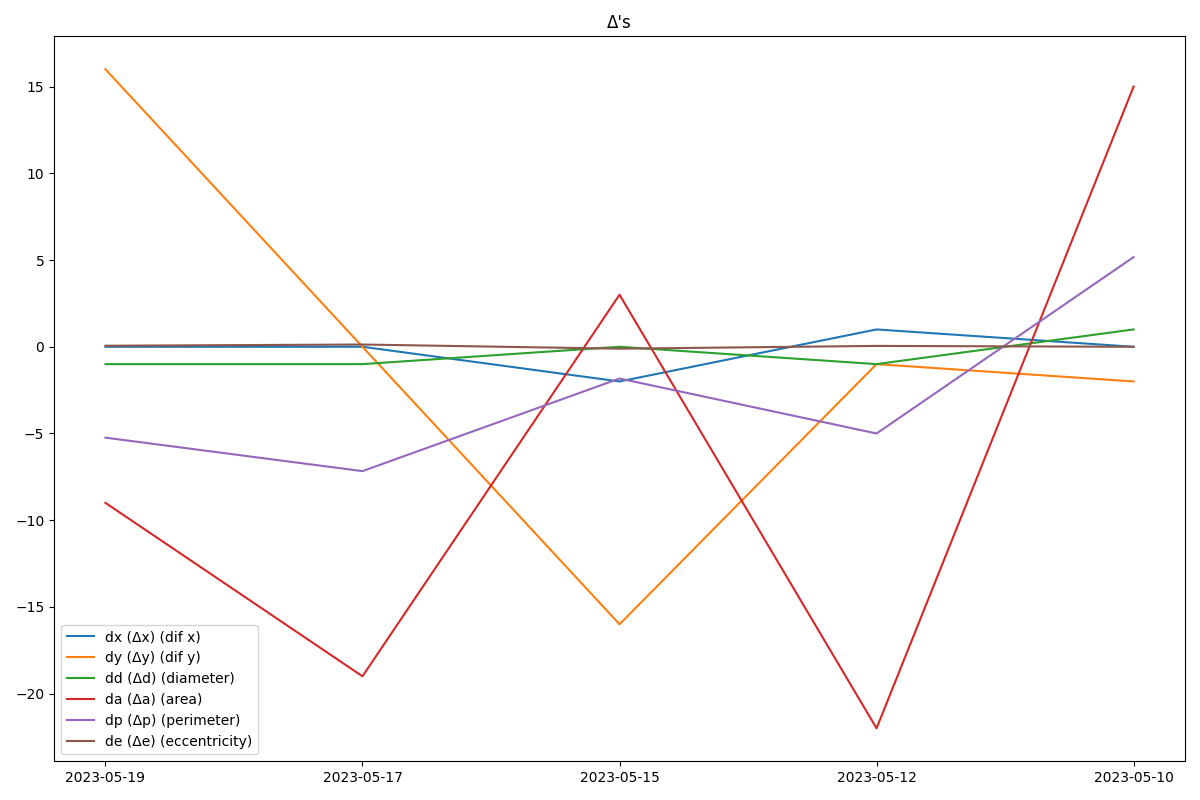 Δ's
15
10
5
0
−5
−10
−15
−20
dx (Δx) (dif x)
dy (Δy) (dif y)
dd (Δd) (diameter)
da (Δa) (area)
dp (Δp) (perimeter)
de (Δe) (eccentricity)
2023-05-19
2023-05-17
2023-05-15
2023-05-12
2023-05-10